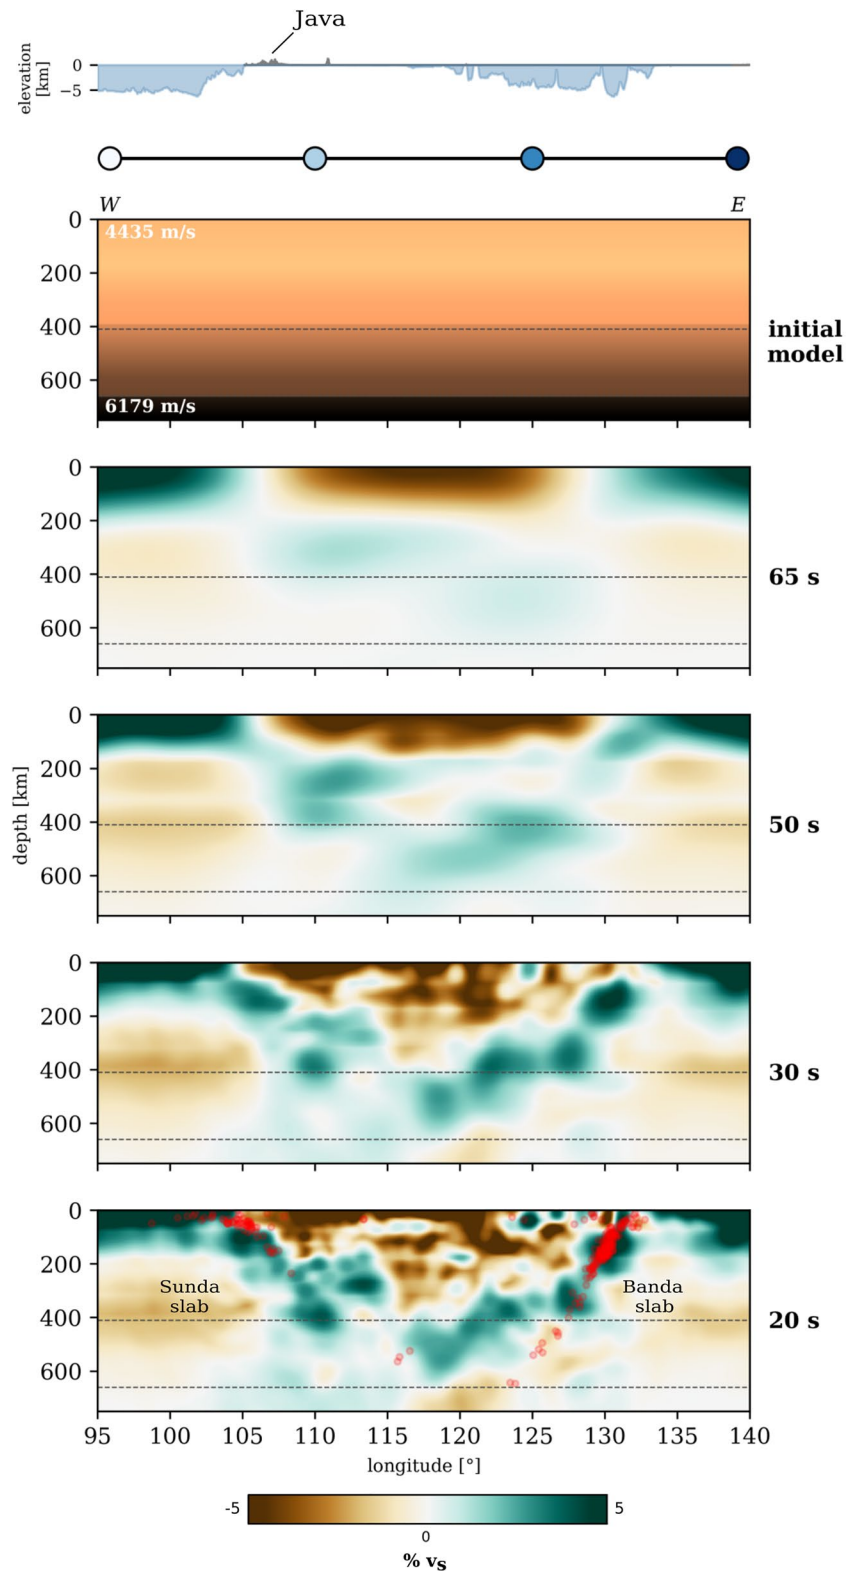 Java
elevation
[km]
0
−5
W
E
0
200
400
600
4435 m/s
6179 m/s
initial
model
0
200
400
600
65 s
0
200
400
600
50 s
depth [km]
0
200
400
600
30 s
0
200
400
600
Sunda
slab
Banda
slab
20 s
95 100 105 110 115 120 125 130 135 140
longitude [°]
-5 5
0
% vs